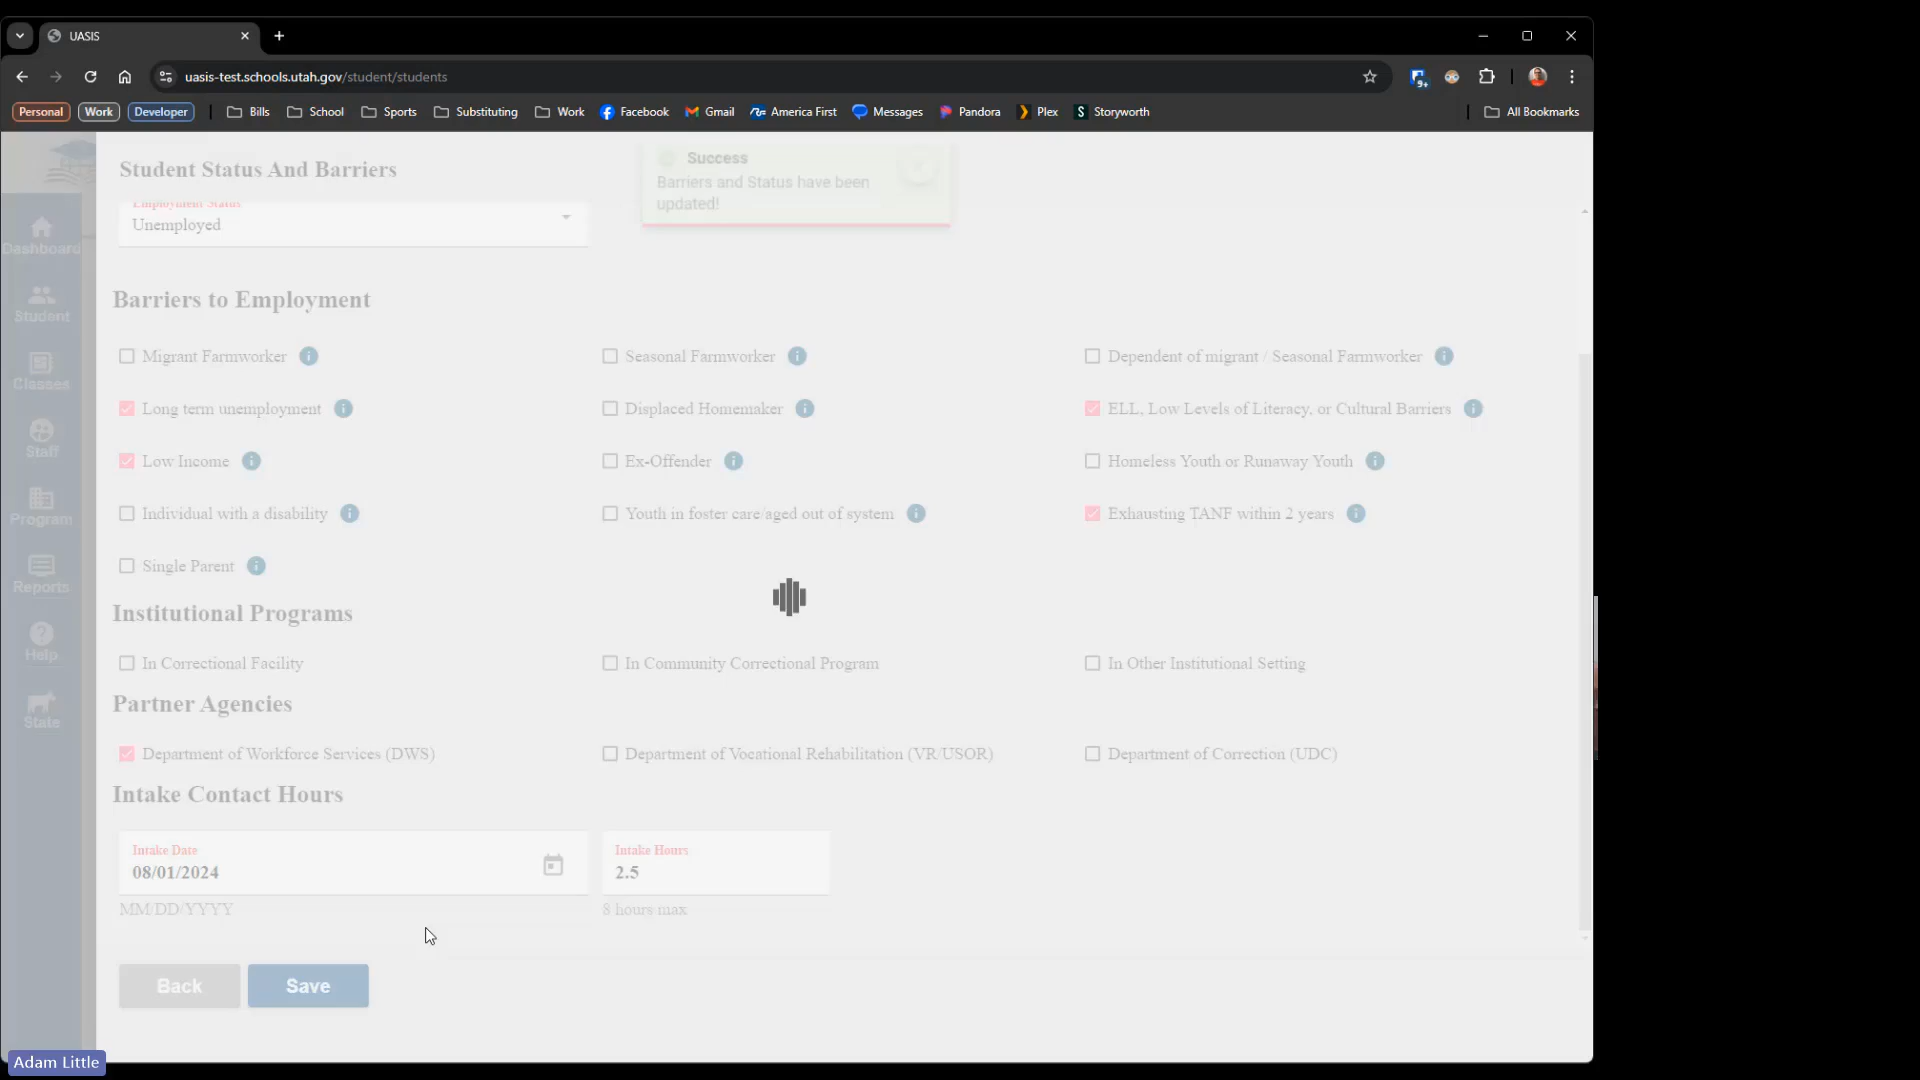 UASIS
uasis-test.schools.utah.gov/student/students
Personal
Work
Developer
Bills
School
Sports
Substituting
Work
Facebook
Gmail
America First
Messages
Pandora
Plex
Storyworth
All Bookmarks
9+
Student Status And Barriers
Success
Barriers and Status have been
updated!
Employment Status
Unemployed
Dashboard
Student
Classes
Staff
Program
Reports
Help
State
Barriers to Employment
Migrant Farmworker
Seasonal Farmworker
Dependent of migrant / Seasonal Farmworker
Long term unemployment
Displaced Homemaker
ELL, Low Levels of Literacy, or Cultural Barriers
Low Income
Ex-Offender
Homeless Youth or Runaway Youth
Individual with a disability
Youth in foster care/aged out of system
Exhausting TANF within 2 years
Single Parent
Institutional Programs
In Correctional Facility
In Community Correctional Program
In Other Institutional Setting
Partner Agencies
Department of Workforce Services (DWS)
Department of Vocational Rehabilitation (VR/USOR)
Department of Correction (UDC)
Intake Contact Hours
Intake Date
08/01/2024
MM/DD/YYYY
Intake Hours
2.5
8 hours max
Back
Save
Adam Little